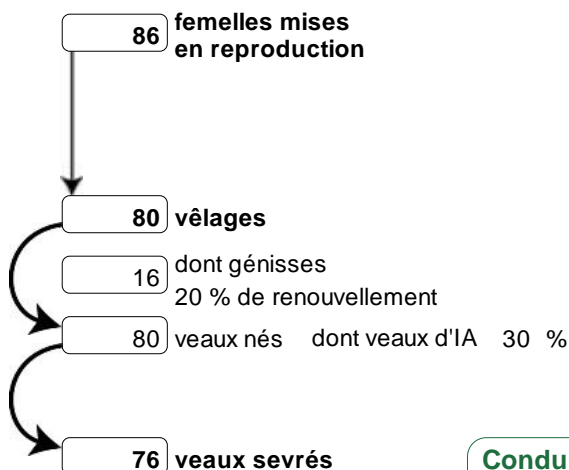 86 femelles mises
en reproduction
80 vêlages
16 dont génisses
20 % de renouvellement
80 veaux nés dont veaux d'IA 30 %
76 veaux sevrés
Condu